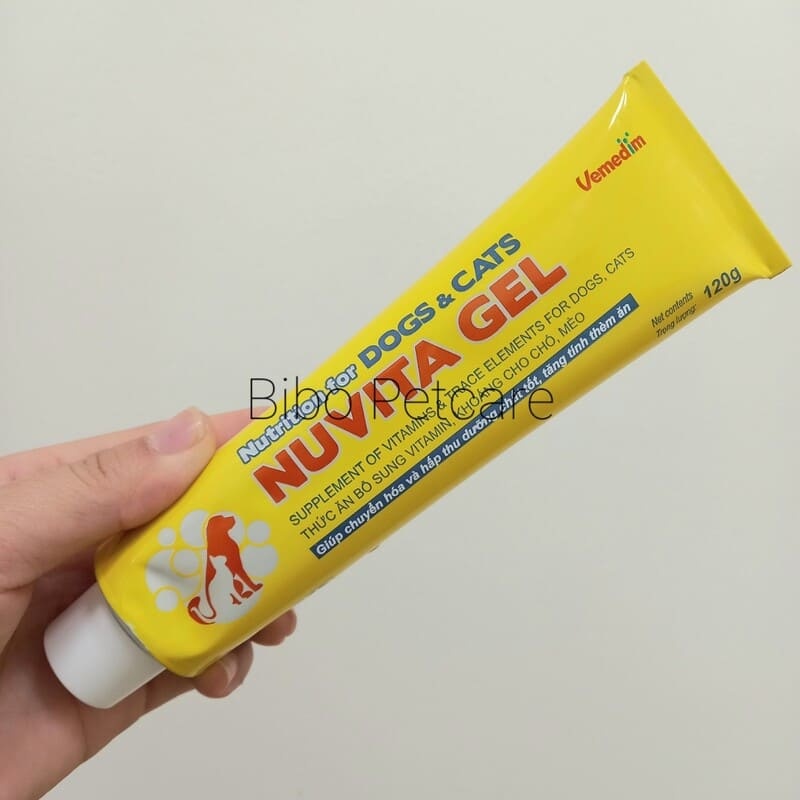 Vemedim
Nutrition for DOGS & CATS
NUVITA GEL
SUPPLEMENT OF VITAMINS & TRACE ELEMENTS FOR DOGS, CATS
THỨC ĂN BỔ SUNG VITAMIN, KHOÁNG CHO CHÓ, MÈO
Giúp chuyển hóa và hấp thu dưỡng chất tốt, tăng tính thèm ăn
Net contents
Trọng lượng: 120g
Bibo Petcare